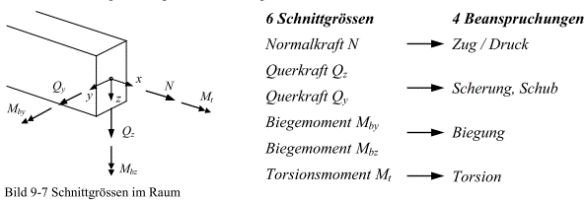 6 Schnittgrössen
4 Beanspruchungen
Normalkraft N
Zug / Druck
Querkraft Qz
Querkraft Qy
Scherung, Schub
Biegemoment Mby
Biegemoment Mbz
Biegung
Torsionsmoment Mt
Torsion
x
y
z
N
Mt
Qy
Mby
Qz
Mbz
Bild 9-7 Schnittgrössen im Raum